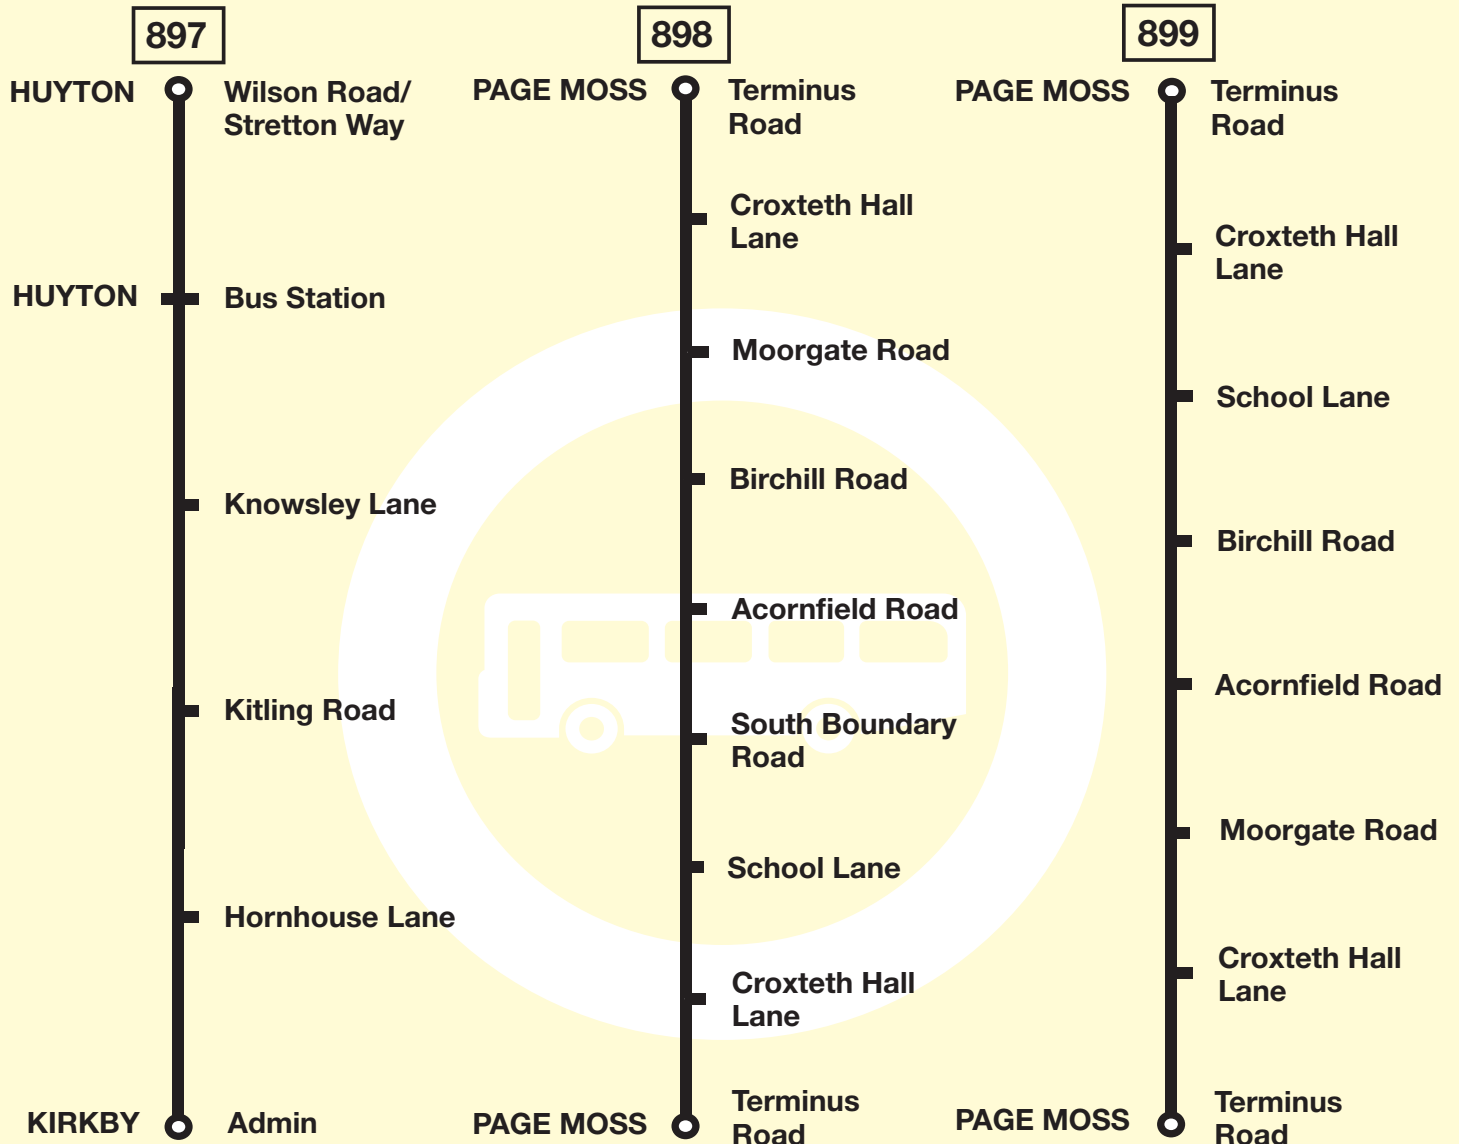 897
HUYTON
Wilson Road/
Stretton Way
HUYTON
Bus Station
Knowsley Lane
Kitling Road
Hornhouse Lane
KIRKBY
Admin
898
PAGE MOSS
Terminus
Road
Croxteth Hall
Lane
Moorgate Road
Birchill Road
Acornfield Road
South Boundary
Road
School Lane
Croxteth Hall
Lane
PAGE MOSS
Terminus
Road
899
PAGE MOSS
Terminus
Road
Croxteth Hall
Lane
School Lane
Birchill Road
Acornfield Road
Moorgate Road
Croxteth Hall
Lane
PAGE MOSS
Terminus
Road